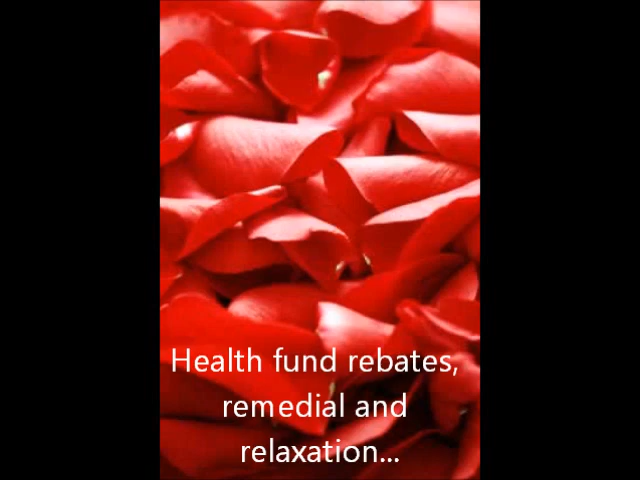 Health fund rebates,
remedial and
relaxation...